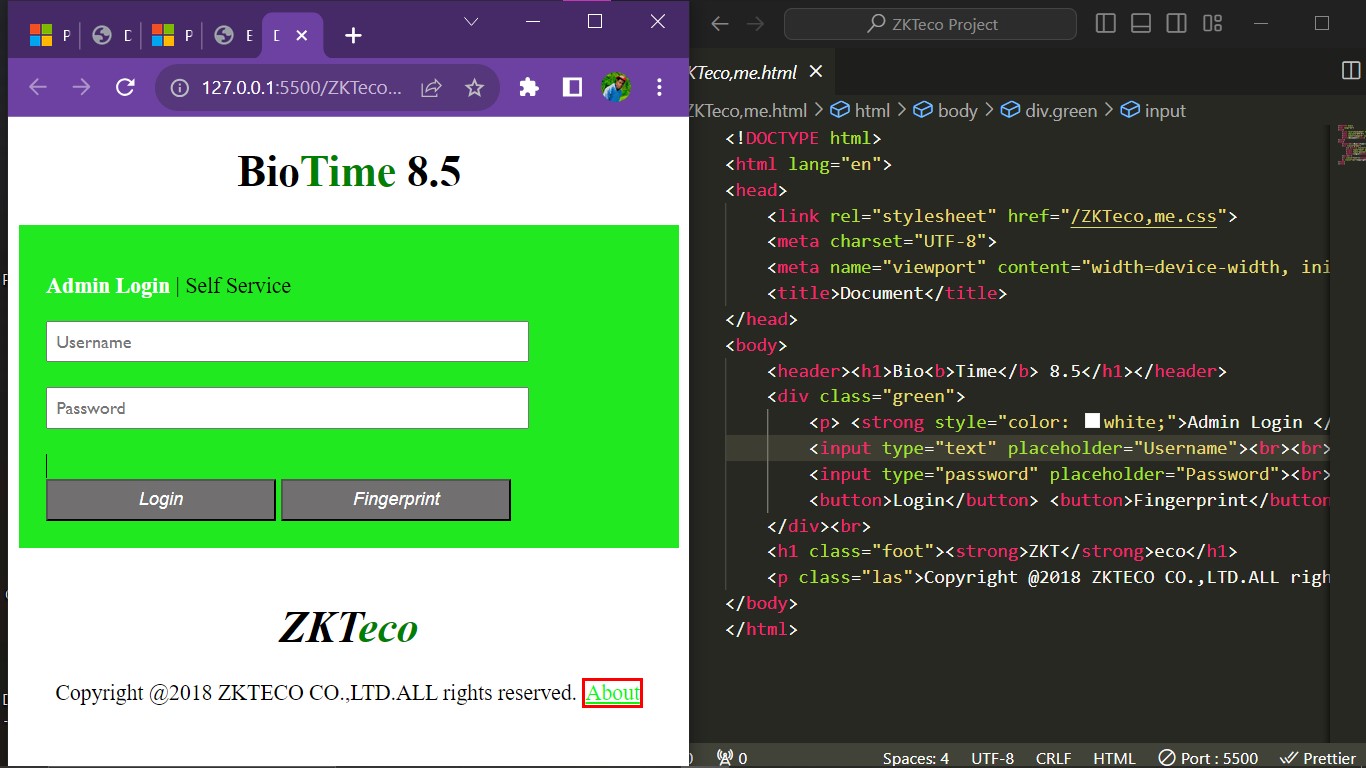 P
D
P
E
D
127.0.0.1:5500/ZKTeco...
BioTime 8.5
Admin Login | Self Service
Username
Password
Login Fingerprint
ZKTeco
Copyright @2018 ZKTECO CO.,LTD.ALL rights reserved. About
ZKTeco Project
KTeco,me.html
ZKTeco,me.html > html > body > div.green > input
<!DOCTYPE html>
<html lang="en">
<head>
<link rel="stylesheet" href="/ZKTeco,me.css">
<meta charset="UTF-8">
<meta name="viewport" content="width=device-width, ini
<title>Document</title>
</head>
<body>
<header><h1>Bio<b>Time</b> 8.5</h1></header>
<div class="green">
<p> <strong style="color: white;">Admin Login </
<input type="text" placeholder="Username"><br><br>
<input type="password" placeholder="Password"><br>
<button>Login</button> <button>Fingerprint</button
</div><br>
<h1 class="foot"><strong>ZKT</strong>eco</h1>
<p class="las">Copyright @2018 ZKTECO CO.,LTD.ALL righ
</body>
</html>
0 Spaces: 4 UTF-8 CRLF HTML Port : 5500 Prettier